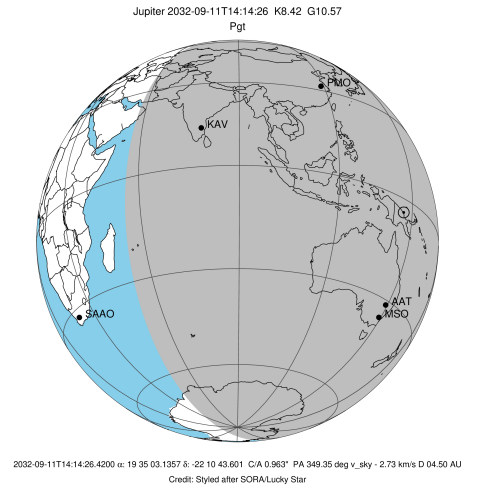 Jupiter 2032-09-11T14:14:26 K8.42 G10.57
Pgt
PMO
KAV
AAT
MSO
SAAO
2032-09-11T14:14:26.4200 α: 19 35 03.1357 δ: -22 10 43.601 C/A 0.963" PA 349.35 deg v_sky - 2.73 km/s D 04.50 AU
Credit: Styled after SORA/Lucky Star